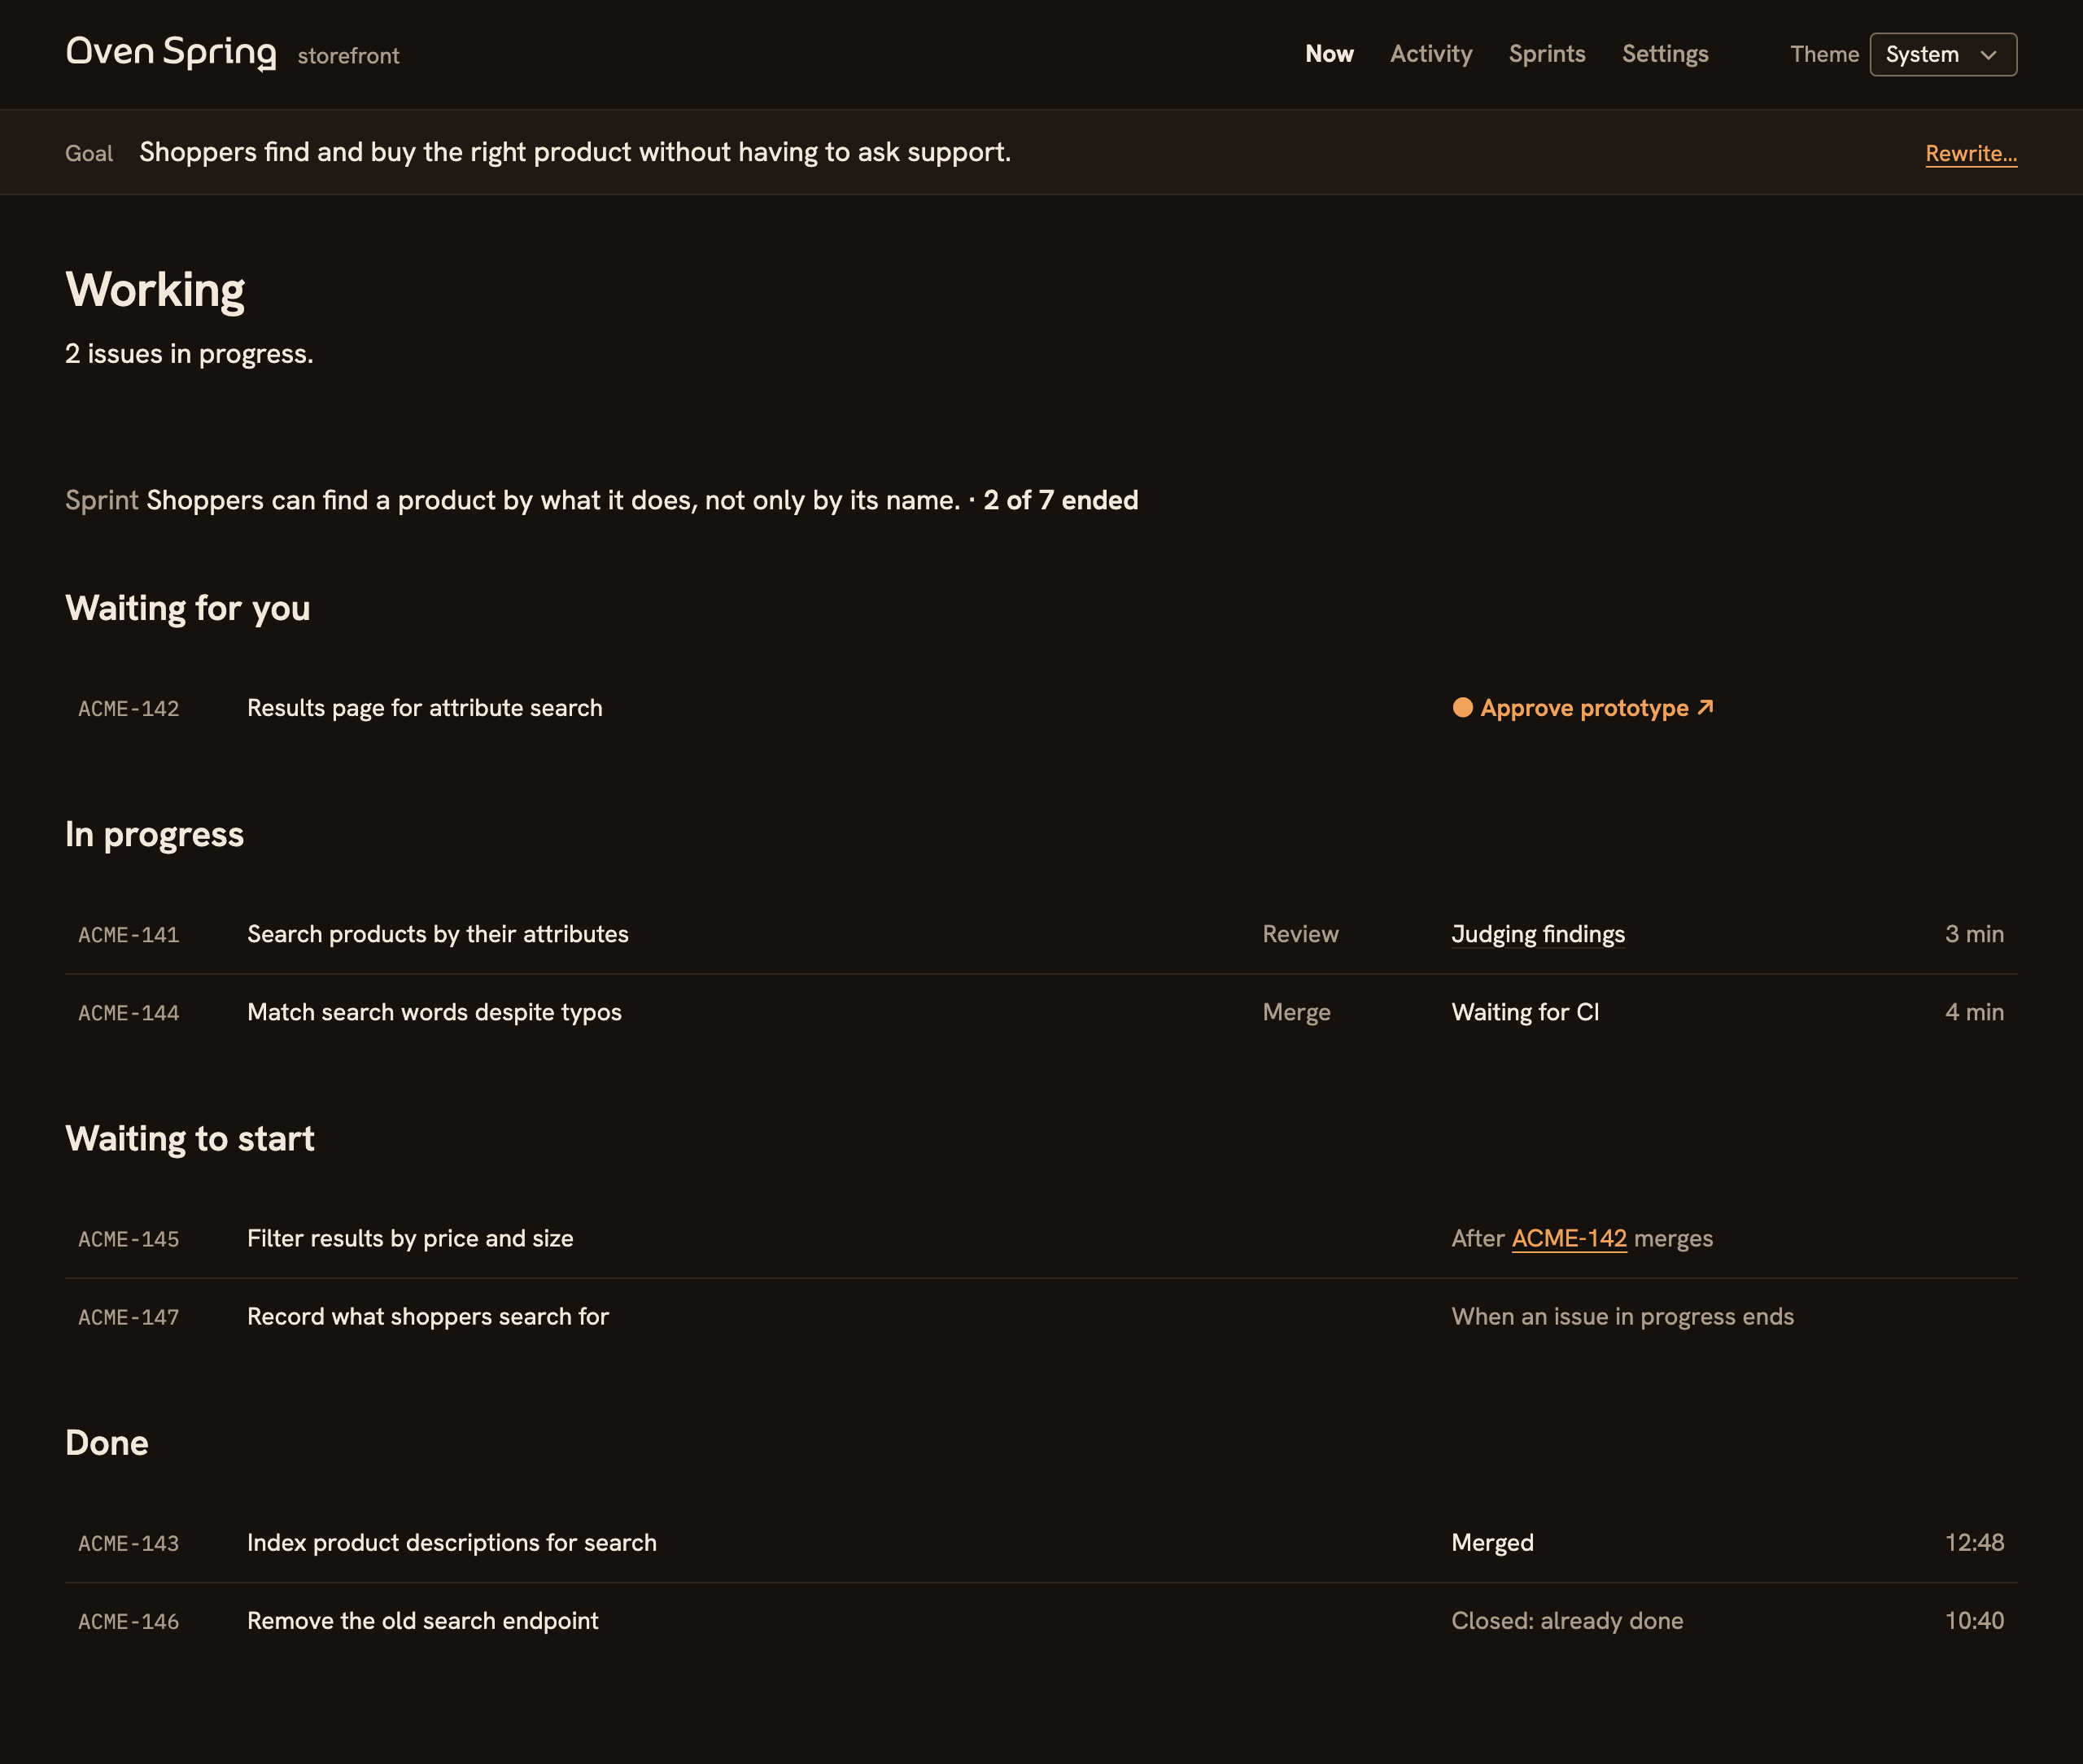 Oven Spring storefront Now Activity Sprints Settings Theme System
Goal Shoppers find and buy the right product without having to ask support. Rewrite...
Working
2 issues in progress.
Sprint Shoppers can find a product by what it does, not only by its name. · 2 of 7 ended
Waiting for you
ACME-142 Results page for attribute search Approve prototype ↗
In progress
ACME-141 Search products by their attributes Review Judging findings 3 min
ACME-144 Match search words despite typos Merge Waiting for CI 4 min
Waiting to start
ACME-145 Filter results by price and size After ACME-142 merges
ACME-147 Record what shoppers search for When an issue in progress ends
Done
ACME-143 Index product descriptions for search Merged 12:48
ACME-146 Remove the old search endpoint Closed: already done 10:40